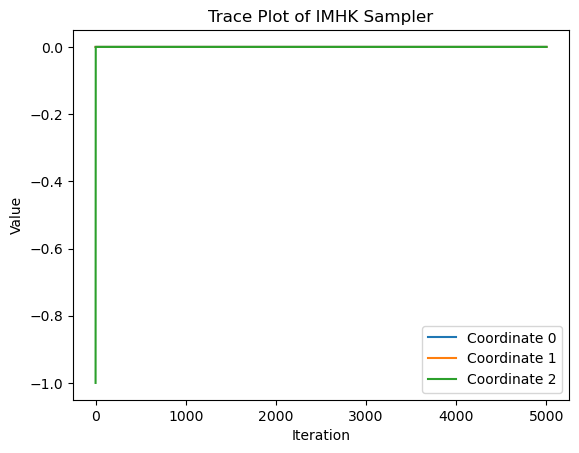 Trace Plot of IMHK Sampler
0.0
−0.2
−0.4
−0.6
−0.8
−1.0
Value
Coordinate 0
Coordinate 1
Coordinate 2
0 1000 2000 3000 4000 5000
Iteration